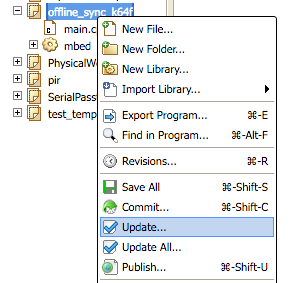 offline_sync_k64f
main.c
mbed
PhysicalWe
pir
SerialPass
test_temp
New File...
New Folder...
New Library...
Import Library...
Export Program... ⌘-E
Find in Program... ⌘-Alt-F
Revisions... ⌘-R
Save All ⌘-Shift-S
Commit... ⌘-Shift-C
Update...
Update All...
Publish... ⌘-Shift-U